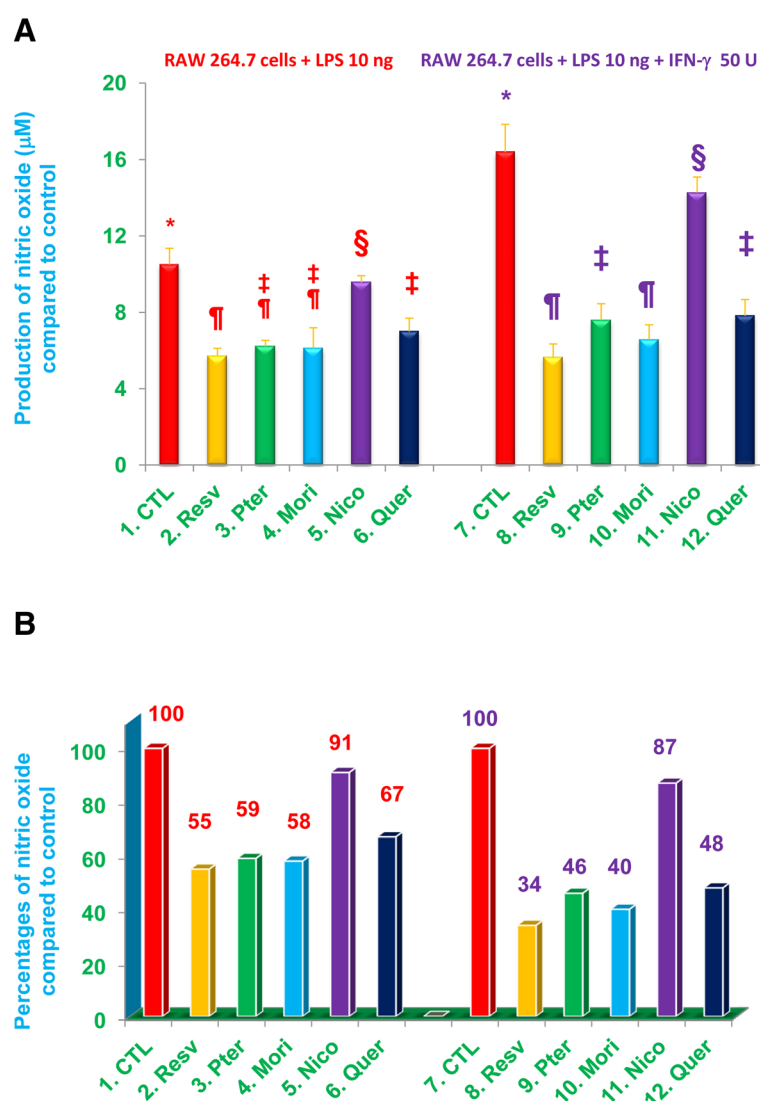 A
RAW 264.7 cells + LPS 10 ng
RAW 264.7 cells + LPS 10 ng + IFN-γ 50 U
Production of nitric oxide (µM)
compared to control
20
16
12
8
4
0
*
¶
‡
¶
‡
¶
§
‡
*
¶
‡
¶
§
‡
1. CTL
2. Resv
3. Pter
4. Mori
5. Nico
6. Quer
7. CTL
8. Resv
9. Pter
10. Mori
11. Nico
12. Quer
B
Percentages of nitric oxide
compared to control
100
80
60
40
20
0
100
55
59
58
91
67
100
34
46
40
87
48
1. CTL
2. Resv
3. Pter
4. Mori
5. Nico
6. Quer
7. CTL
8. Resv
9. Pter
10. Mori
11. Nico
12. Quer